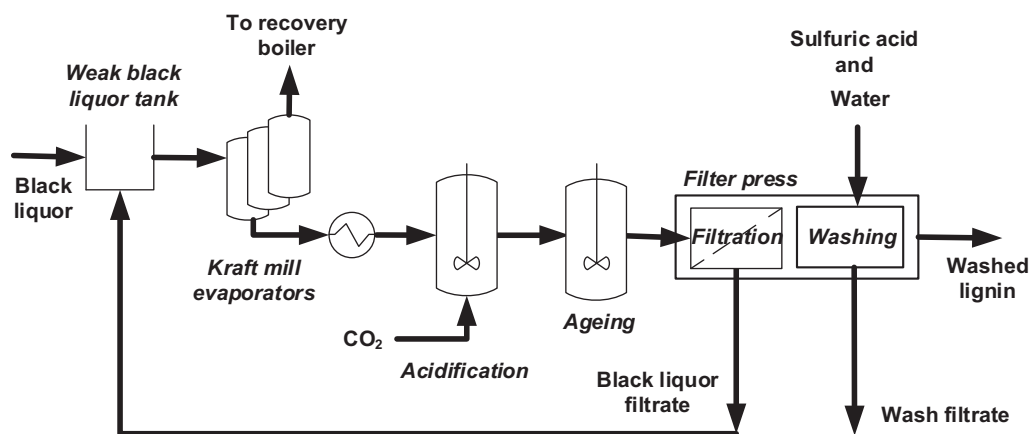 To recovery
boiler
Weak black
liquor tank
Black
liquor
Kraft mill
evaporators
CO₂
Acidification
Ageing
Sulfuric acid
and
Water
Filter press
Filtration
Washing
Washed
lignin
Black liquor
filtrate
Wash filtrate